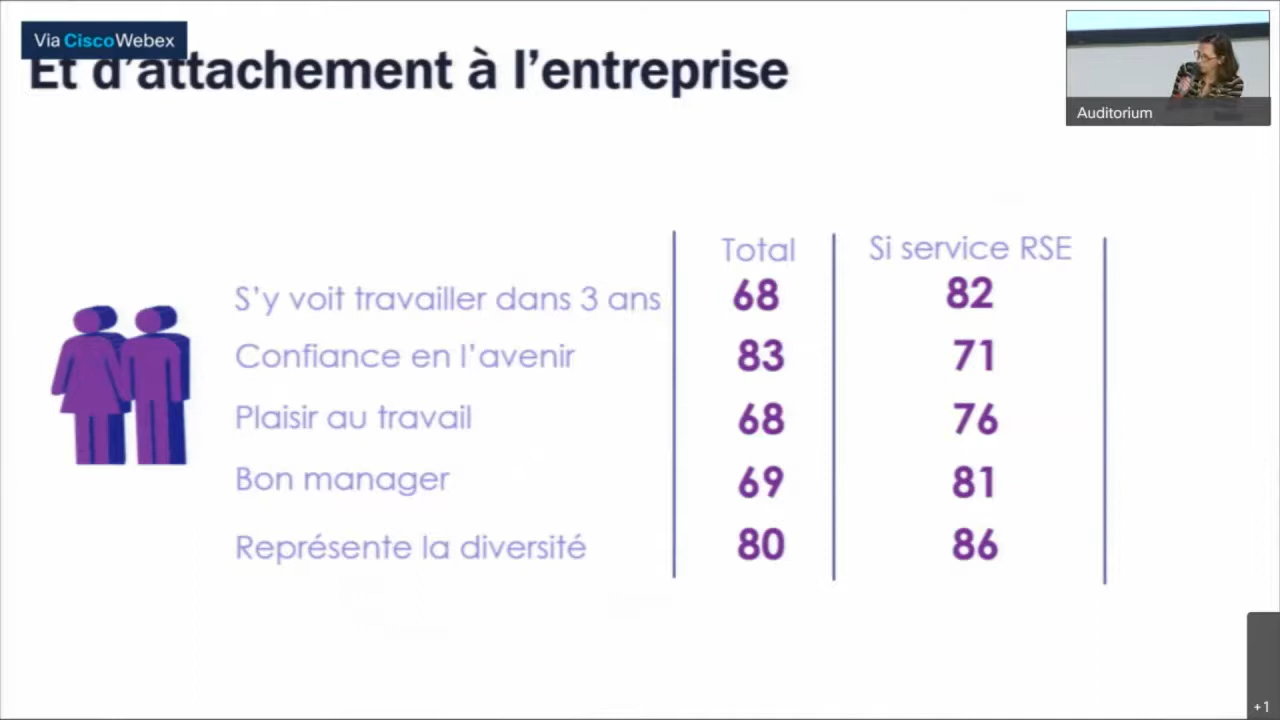 Via CiscoWebex
Et d'attachement à l'entreprise
Auditorium
Total Si service RSE
S'y voit travailler dans 3 ans 68 82
Confiance en l'avenir 83 71
Plaisir au travail 68 76
Bon manager 69 81
Représente la diversité 80 86
+1